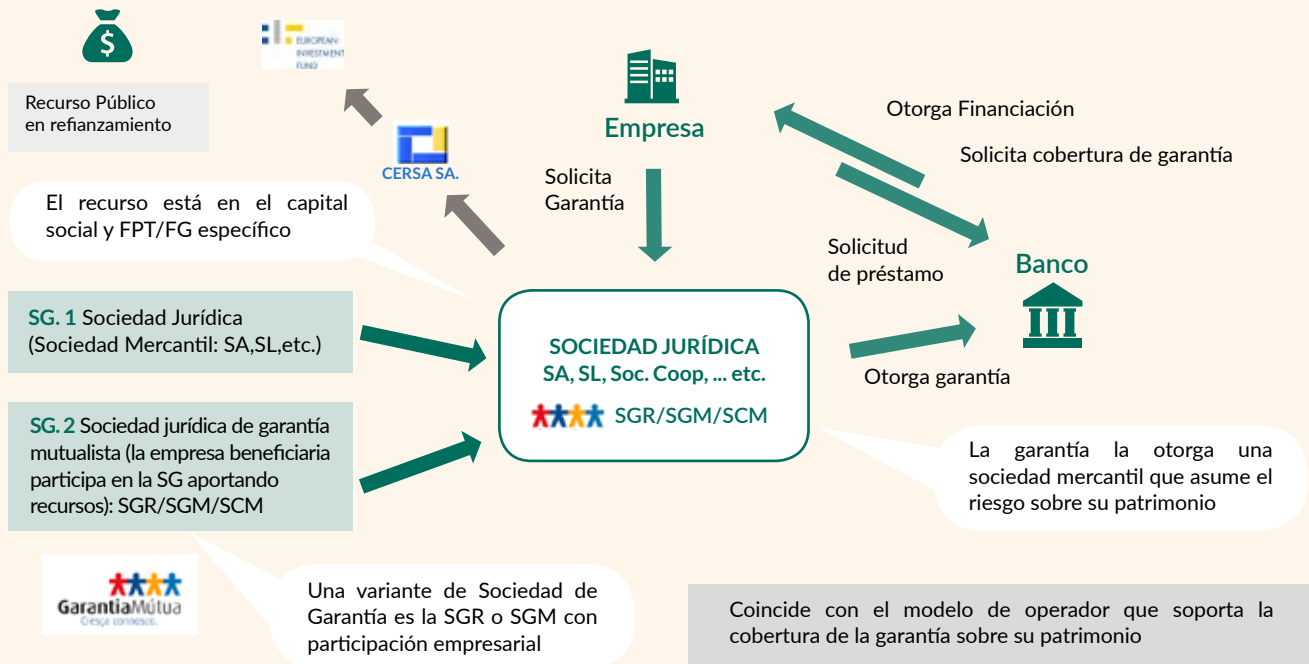 $
EUROPEAN
INVESTMENT
FUND
Recurso Público
en refianzamiento
CERSA SA.
Empresa
Otorga Financiación
Solicita cobertura de garantía
Solicita
Garantía
El recurso está en el capital
social y FPT/FG específico
Solicitud
de préstamo
Banco
SG. 1 Sociedad Jurídica
(Sociedad Mercantil: SA,SL,etc.)
SOCIEDAD JURÍDICA
SA, SL, Soc. Coop, ... etc.
SGR/SGM/SCM
Otorga garantía
SG. 2 Sociedad jurídica de garantía
mutualista (la empresa beneficiaria
participa en la SG aportando
recursos): SGR/SGM/SCM
La garantía la otorga una
sociedad mercantil que asume el
riesgo sobre su patrimonio
GarantiaMútua
Cresça connosco.
Una variante de Sociedad de
Garantía es la SGR o SGM con
participación empresarial
Coincide con el modelo de operador que soporta la
cobertura de la garantía sobre su patrimonio